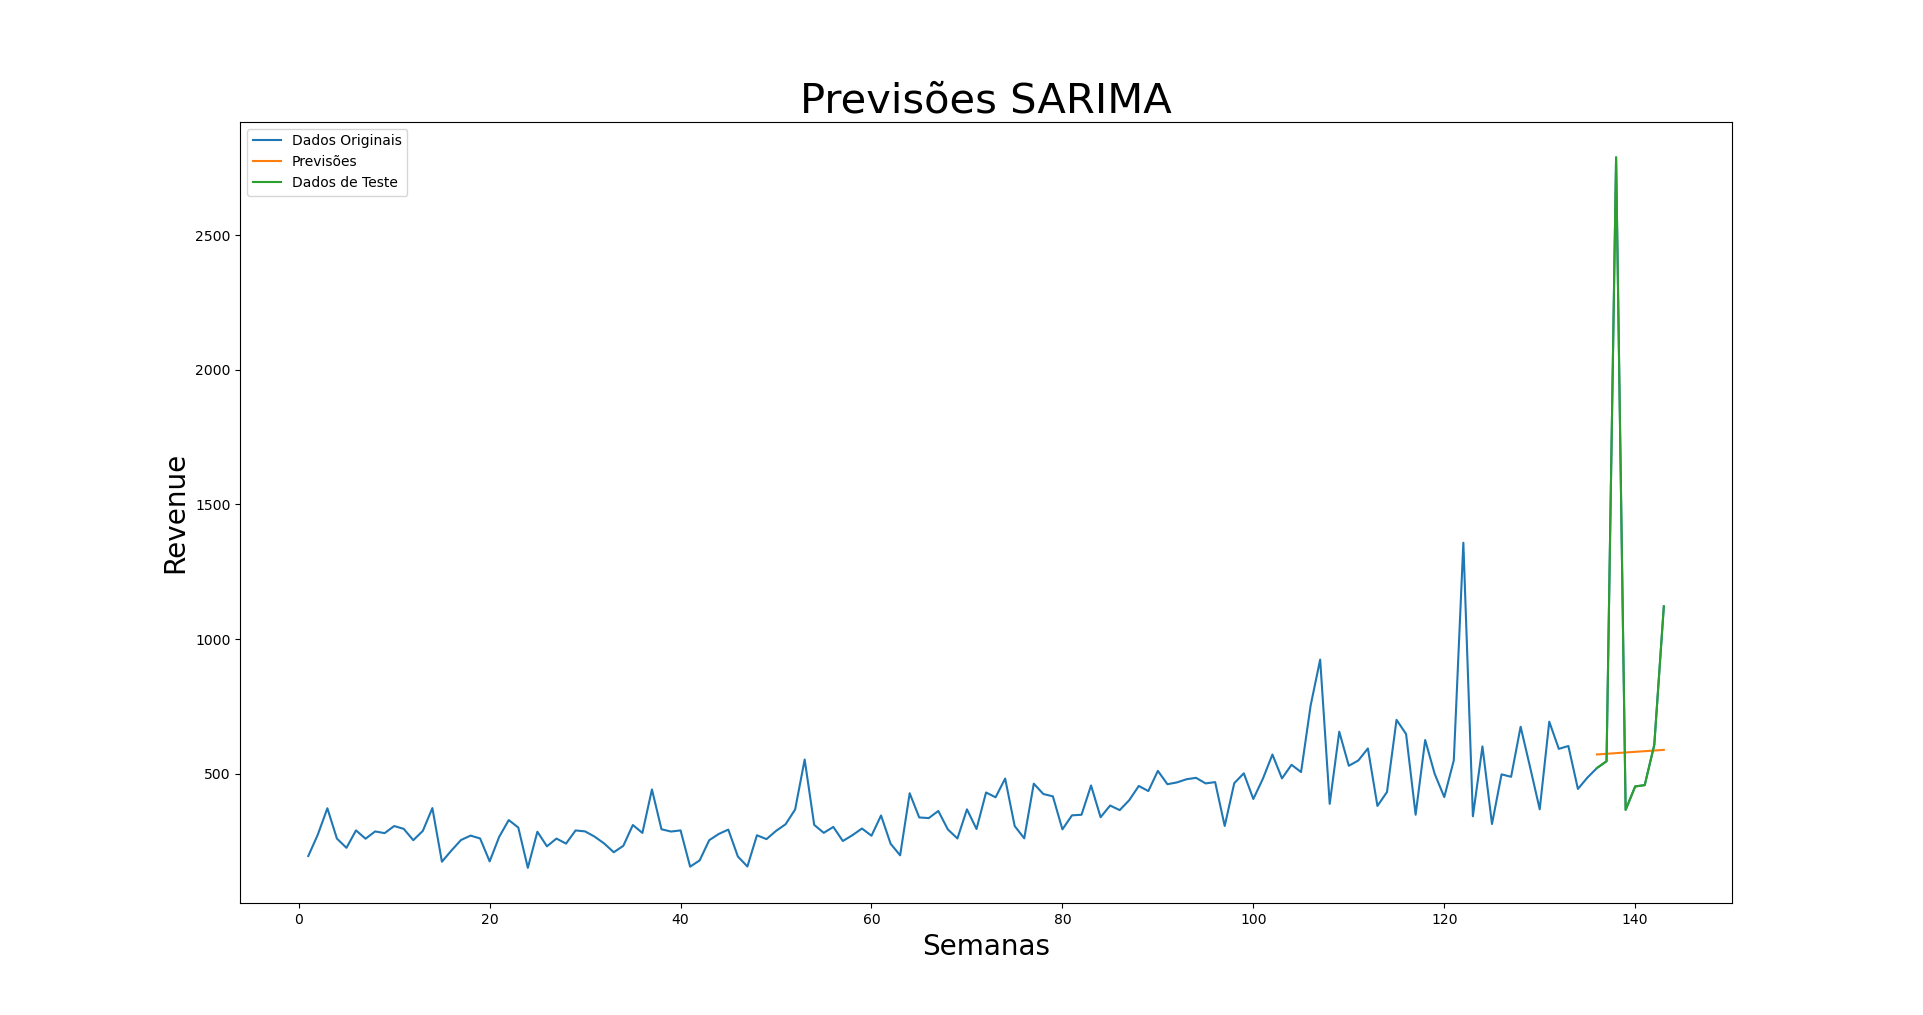 Previsões SARIMA
Dados Originais
Previsões
Dados de Teste
Revenue
2500
2000
1500
1000
500
0 20 40 60 80 100 120 140
Semanas